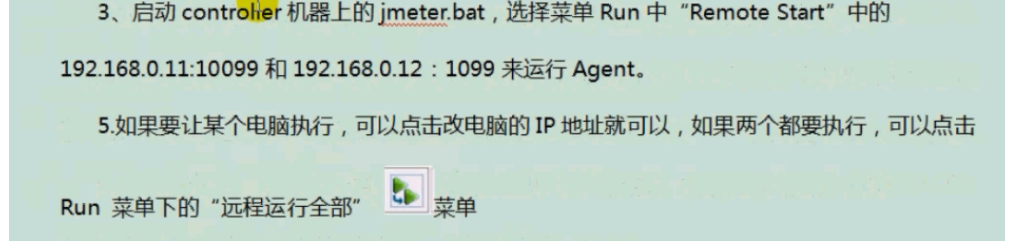 3、启动 controller 机器上的 jmeter.bat，选择菜单 Run 中“Remote Start”中的
192.168.0.11:10099 和 192.168.0.12：1099 来运行 Agent。
5.如果要让某个电脑执行，可以点击改电脑的 IP 地址就可以，如果两个都要执行，可以点击
Run 菜单下的“远程运行全部” 菜单